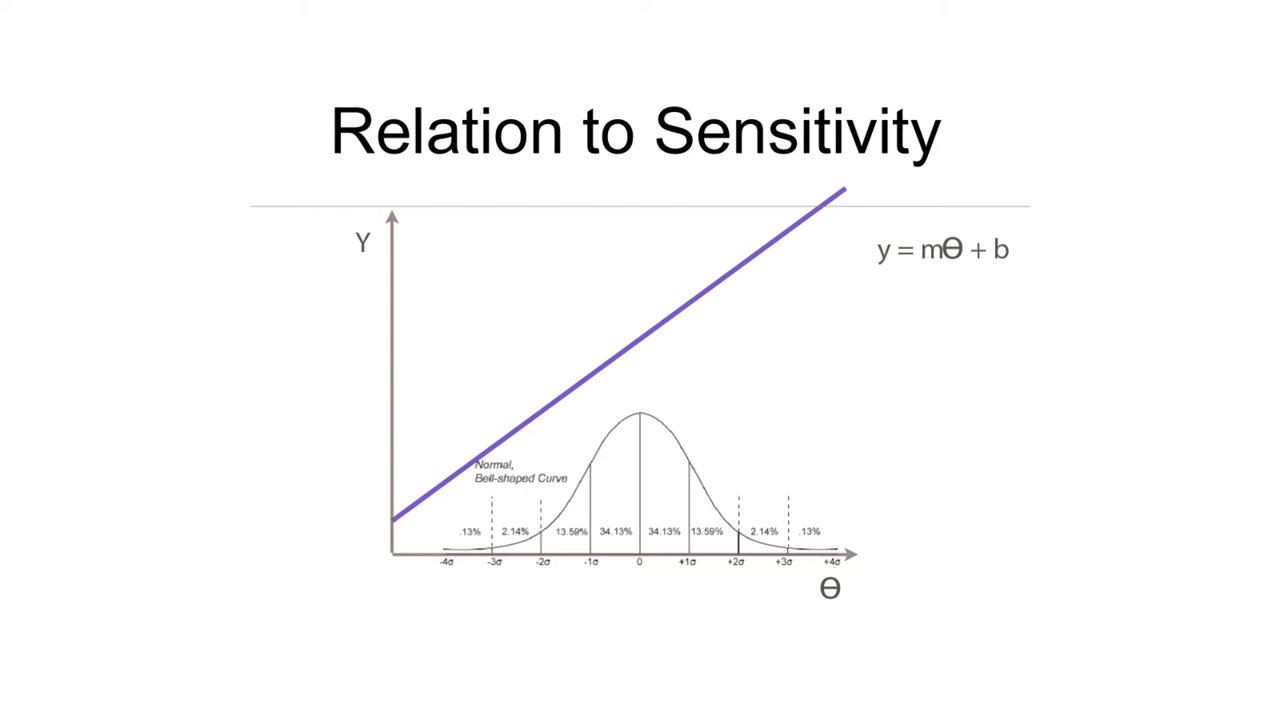 Relation to Sensitivity
Y
y = mΘ + b
Normal,
Bell-shaped Curve
.13% 2.14% 13.59% 34.13% 34.13% 13.59% 2.14% .13%
-4σ -3σ -2σ -1σ 0 +1σ +2σ +3σ +4σ
Θ